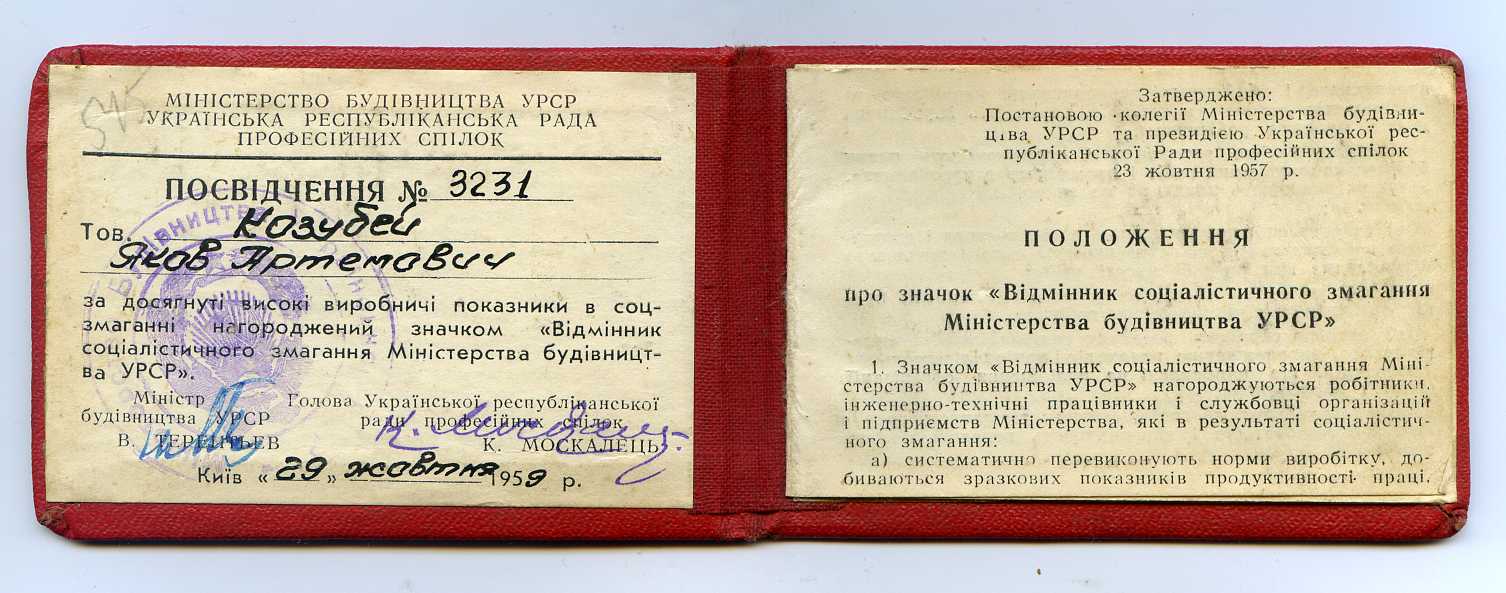 545
МІНІСТЕРСТВО БУДІВНИЦТВА УРСР
УКРАЇНСЬКА РЕСПУБЛІКАНСЬКА РАДА
ПРОФЕСІЙНИХ СПІЛОК
ПОСВІДЧЕННЯ № 3231
Тов. Козубей
Яков Артемавич
за досягнуті високі виробничі показники в соц-
змаганні нагороджений значком «Відмінник
соціалістичного змагання Міністерства будівницт-
ва УРСР».
Міністр
будівництва УРСР
В. ТЕРЕНТЬЕВ
Голова Української республіканської
ради професійних спілок
К. МОСКАЛЕЦЬ
Київ «29» жовтня 1959 р.
Затверджено:
Постановою колегії Міністерства будівни-
цтва УРСР та президією Української рес-
публіканської Ради професійних спілок
23 жовтня 1957 р.
ПОЛОЖЕННЯ
про значок «Відмінник соціалістичного змагання
Міністерства будівництва УРСР»
1. Значком «Відмінник соціалістичного змагання Міні-
стерства будівництва УРСР» нагороджуються робітники,
інженерно-технічні працівники і службовці організацій
і підприємств Міністерства, які в результаті соціалістич-
ного змагання:
а) систематично перевиконують норми виробітку, до-
биваються зразкових показників продуктивності праці,